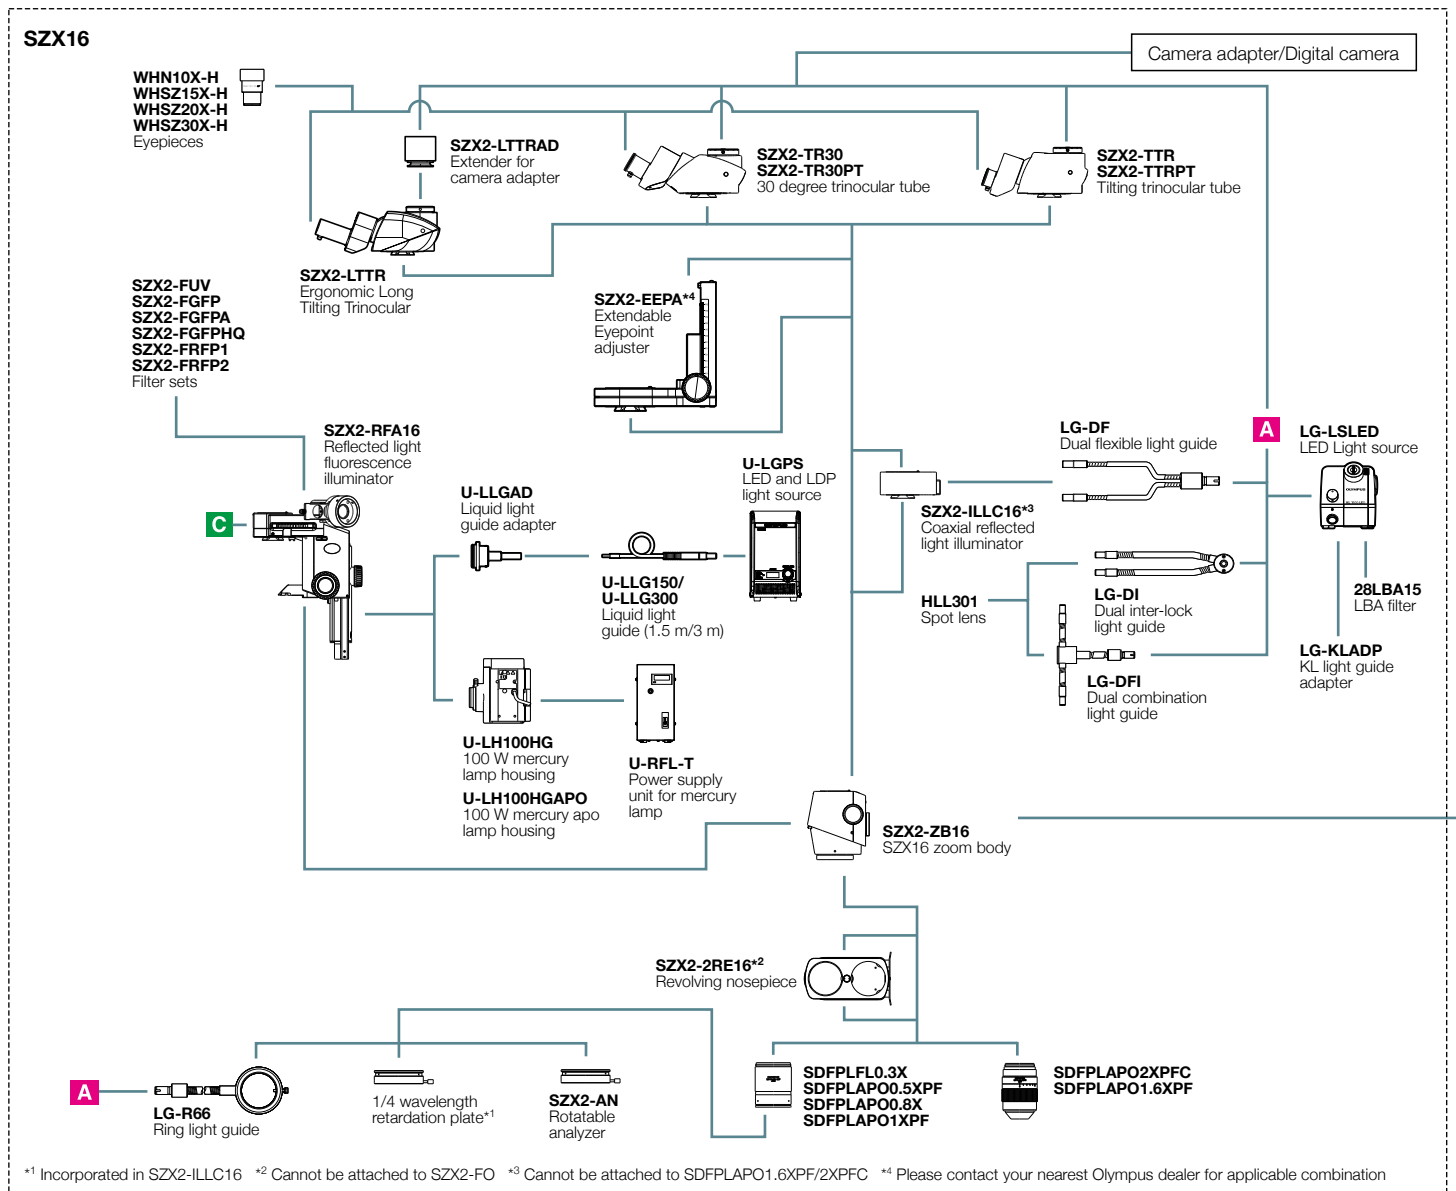 SZX16
Camera adapter/Digital camera
WHN10X-H
WHSZ15X-H
WHSZ20X-H
WHSZ30X-H
Eyepieces
SZX2-LTTRAD
Extender for
camera adapter
SZX2-TR30
SZX2-TR30PT
30 degree trinocular tube
SZX2-TTR
SZX2-TTRPT
Tilting trinocular tube
SZX2-LTTR
Ergonomic Long
Tilting Trinocular
SZX2-FUV
SZX2-FGFP
SZX2-FGFPA
SZX2-FGFPHQ
SZX2-FRFP1
SZX2-FRFP2
Filter sets
SZX2-EEPA*4
Extendable
Eyepoint
adjuster
SZX2-RFA16
Reflected light
fluorescence
illuminator
C
U-LLGAD
Liquid light
guide adapter
U-LLG150/
U-LLG300
Liquid light
guide (1.5 m/3 m)
U-LGPS
LED and LDP
light source
SZX2-ILLC16*3
Coaxial reflected
light illuminator
LG-DF
Dual flexible light guide
A
LG-LSLED
LED Light source
OLYMPUS
HLL301
Spot lens
LG-DI
Dual inter-lock
light guide
LG-DFI
Dual combination
light guide
28LBA15
LBA filter
LG-KLADP
KL light guide
adapter
U-LH100HG
100 W mercury
lamp housing
U-LH100HGAPO
100 W mercury apo
lamp housing
U-RFL-T
Power supply
unit for mercury
lamp
SZX2-ZB16
SZX16 zoom body
SZX2-2RE16*2
Revolving nosepiece
A
LG-R66
Ring light guide
1/4 wavelength
retardation plate*1
SZX2-AN
Rotatable
analyzer
SDFPLFL0.3X
SDFPLAPO0.5XPF
SDFPLAPO0.8X
SDFPLAPO1XPF
SDFPLAPO2XPFC
SDFPLAPO1.6XPF
*1 Incorporated in SZX2-ILLC16 *2 Cannot be attached to SZX2-FO *3 Cannot be attached to SDFPLAPO1.6XPF/2XPFC *4 Please contact your nearest Olympus dealer for applicable combination